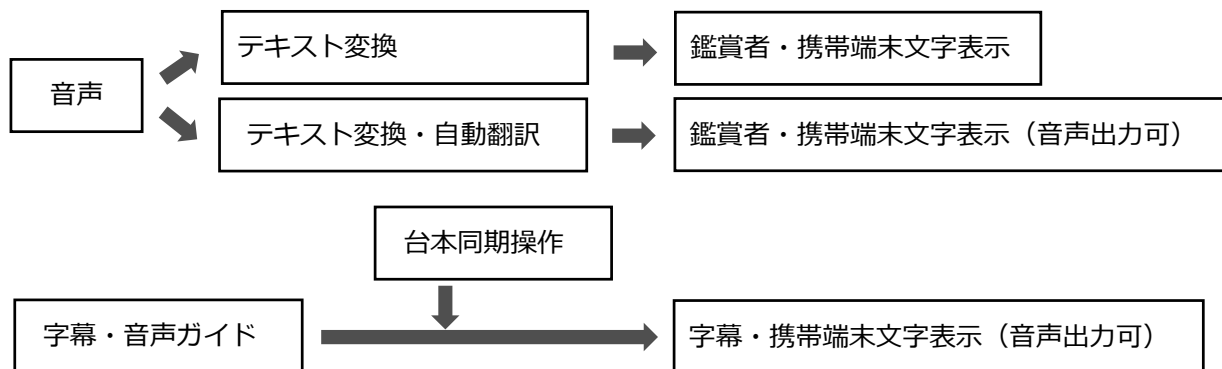 テキスト変換
鑑賞者・携帯端末文字表示
音声
テキスト変換・自動翻訳
鑑賞者・携帯端末文字表示（音声出力可）
台本同期操作
字幕・音声ガイド
字幕・携帯端末文字表示（音声出力可）